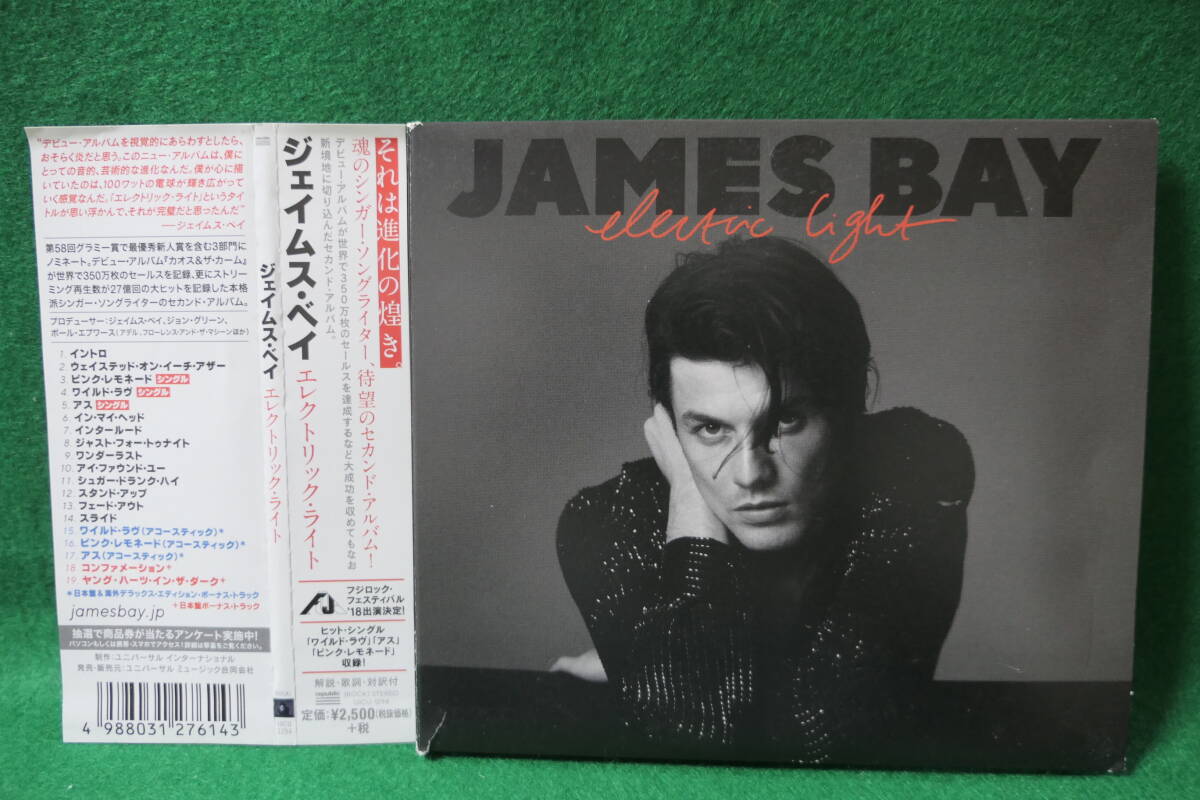 "デビュー・アルバムを視覚的にあらわすとしたら、
おそらく炎だと思う。このニュー・アルバムは、僕に
とっての音的、芸術的な進化なんだ。僕が心に描
いていたのは、100ワットの電球が輝き広がって
いく感覚なんだ。「エレクトリック・ライト」というタイ
トルが思い浮かんで、それが完璧だと思ったんだ"
──ジェイムス・ベイ
第58回グラミー賞で最優秀新人賞を含む3部門に
ノミネート。デビュー・アルバム『カオス&ザ・カーム』
が世界で350万枚のセールスを記録、更にストリー
ミング再生数が27億回の大ヒットを記録した本格
派シンガー・ソングライターのセカンド・アルバム。
プロデューサー:ジェイムス・ベイ、ジョン・グリーン、
ポール・エプワース(アデル、フローレンス・アンド・ザ・マシーンほか)
1. イントロ
2. ウェイステッド・オン・イーチ・アザー
3. ピンク・レモネード シングル
4. ワイルド・ラヴ シングル
5. アス シングル
6. イン・マイ・ヘッド
7. インタールード
8. ジャスト・フォー・トゥナイト
9. ワンダーラスト
10. アイ・ファウンド・ユー
11. シュガー・ドランク・ハイ
12. スタンド・アップ
13. フェード・アウト
14. スライド
15. ワイルド・ラヴ(アコースティック)*
16. ピンク・レモネード(アコースティック)*
17. アス(アコースティック)*
18. コンファメーション+
19. ヤング・ハーツ・イン・ザ・ダーク+
*日本盤&海外デラックス・エディション・ボーナス・トラック
+日本盤ボーナス・トラック
jamesbay.jp
抽選で商品券が当たるアンケート実施中!
パソコンもしくは携帯・スマホでアクセス!詳細は帯裏をご覧ください。
制作:ユニバーサル インターナショナル
発売・販売元:ユニバーサル ミュージック合同会社
4 988031 276143
ジェイムス・ベイ エレクトリック・ライト
それは進化の煌き。
魂のシンガー・ソングライター、待望のセカンド・アルバム!
デビュー・アルバムが世界で350万枚のセールスを達成するなど大成功を収めてもなお
新境地に切り込んだセカンド・アルバム。
ジェイムス・ベイ エレクトリック・ライト
フジロック・
フェスティバル
'18出演決定!
ヒット・シングル
「ワイルド・ラヴ」「アス」
「ピンク・レモネード」
収録!
解説・歌詞・対訳付
republic
定価:¥2,500(税抜価格)
+税
JAMES BAY
electric light